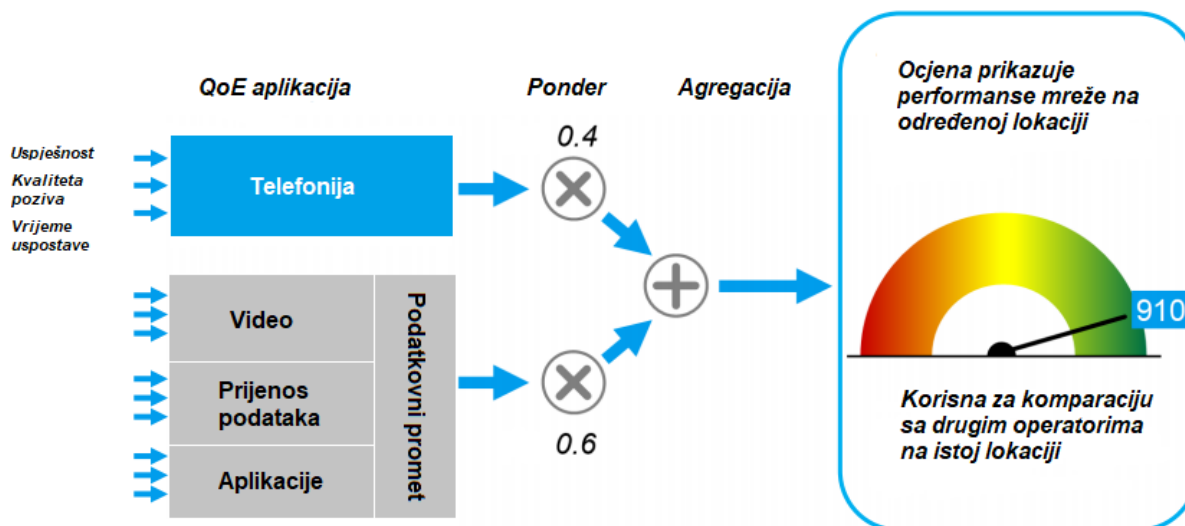 QoE aplikacija
Ponder
Agregacija
Uspješnost
Kvaliteta
poziva
Vrijeme
uspostave
Telefonija
0.4
Video
Prijenos
podataka
Aplikacije
Podatkovni promet
0.6
Ocjena prikazuje
performanse mreže na
određenoj lokaciji
910
Korisna za komparaciju
sa drugim operatorima
na istoj lokaciji